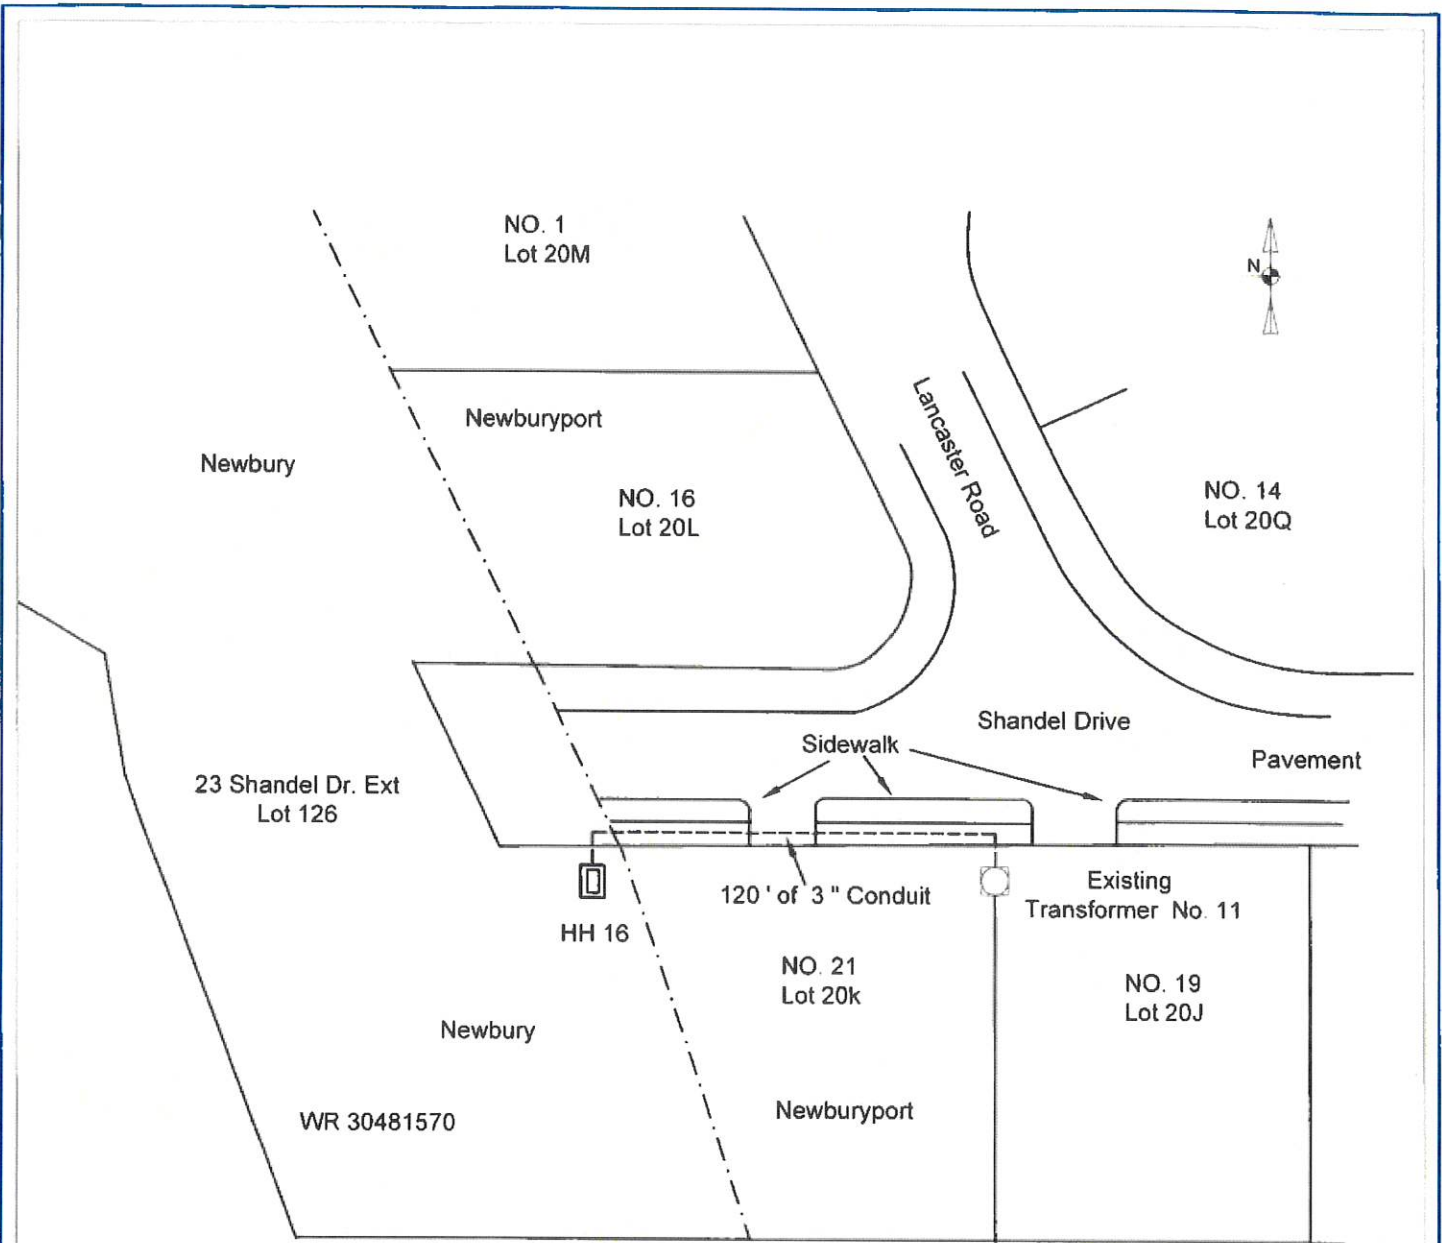 NO. 1
Lot 20M
N
Newburyport
Newbury
Lancaster Road
NO. 16
Lot 20L
NO. 14
Lot 20Q
Shandel Drive
Sidewalk
Pavement
23 Shandel Dr. Ext
Lot 126
120 ' of 3 " Conduit
Existing
Transformer No. 11
HH 16
NO. 21
Lot 20k
NO. 19
Lot 20J
Newbury
Newburyport
WR 30481570